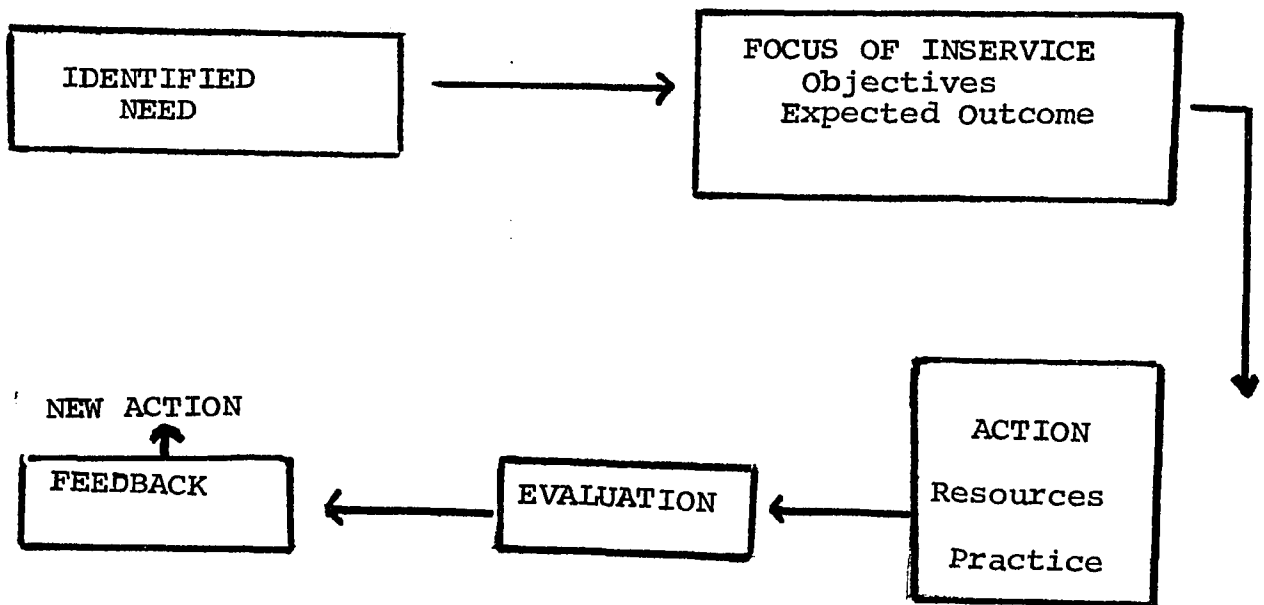 IDENTIFIED
NEED
FOCUS OF INSERVICE
Objectives
Expected Outcome
ACTION
Resources
Practice
EVALUATION
FEEDBACK
NEW ACTION